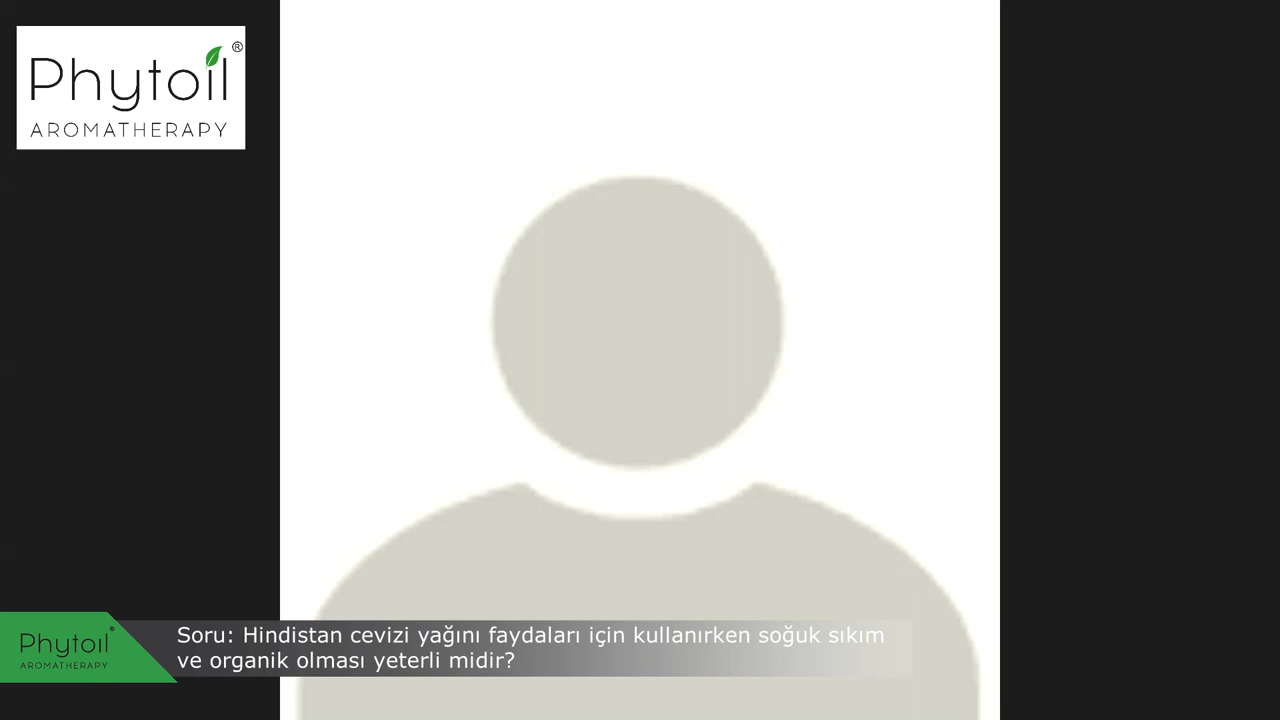 Phytoil®
AROMATHERAPY
Phytoil®
AROMATHERAPY
Soru: Hindistan cevizi yağını faydaları için kullanırken soğuk sıkım
ve organik olması yeterli midir?